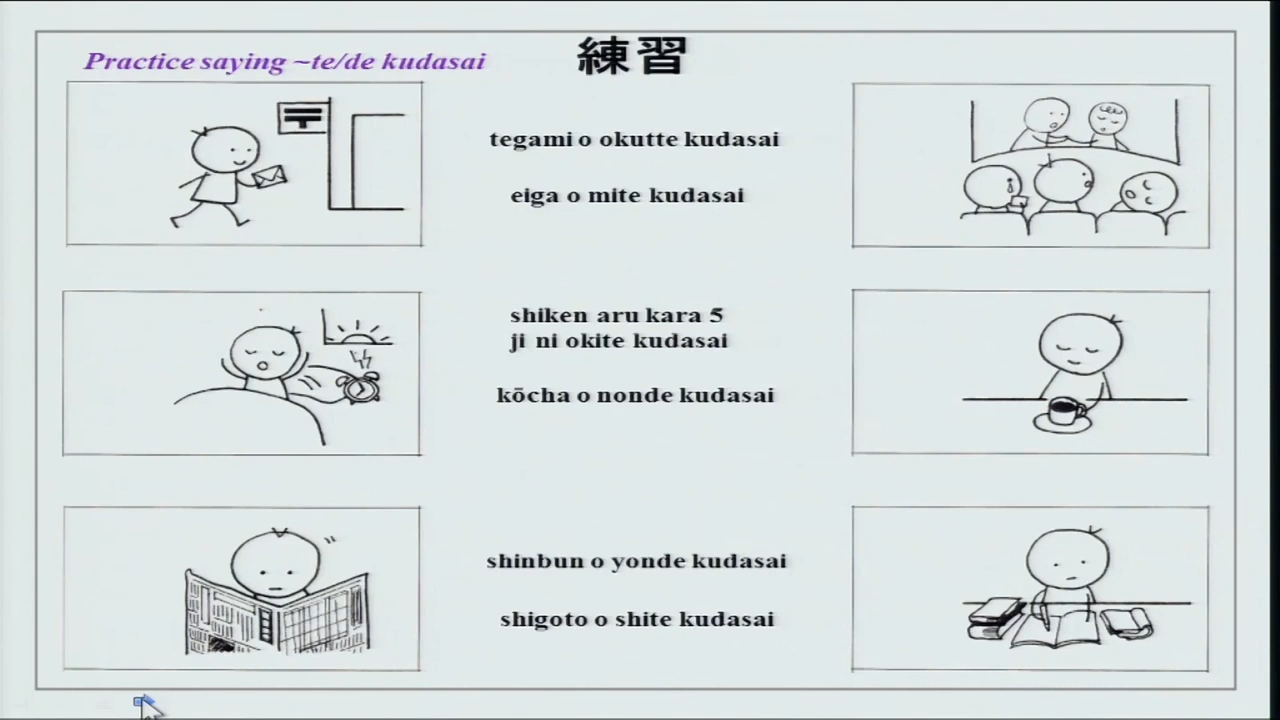 Practice saying ~te/de kudasai
練習
tegami o okutte kudasai
eiga o mite kudasai
shiken aru kara 5
ji ni okite kudasai
kōcha o nonde kudasai
shinbun o yonde kudasai
shigoto o shite kudasai